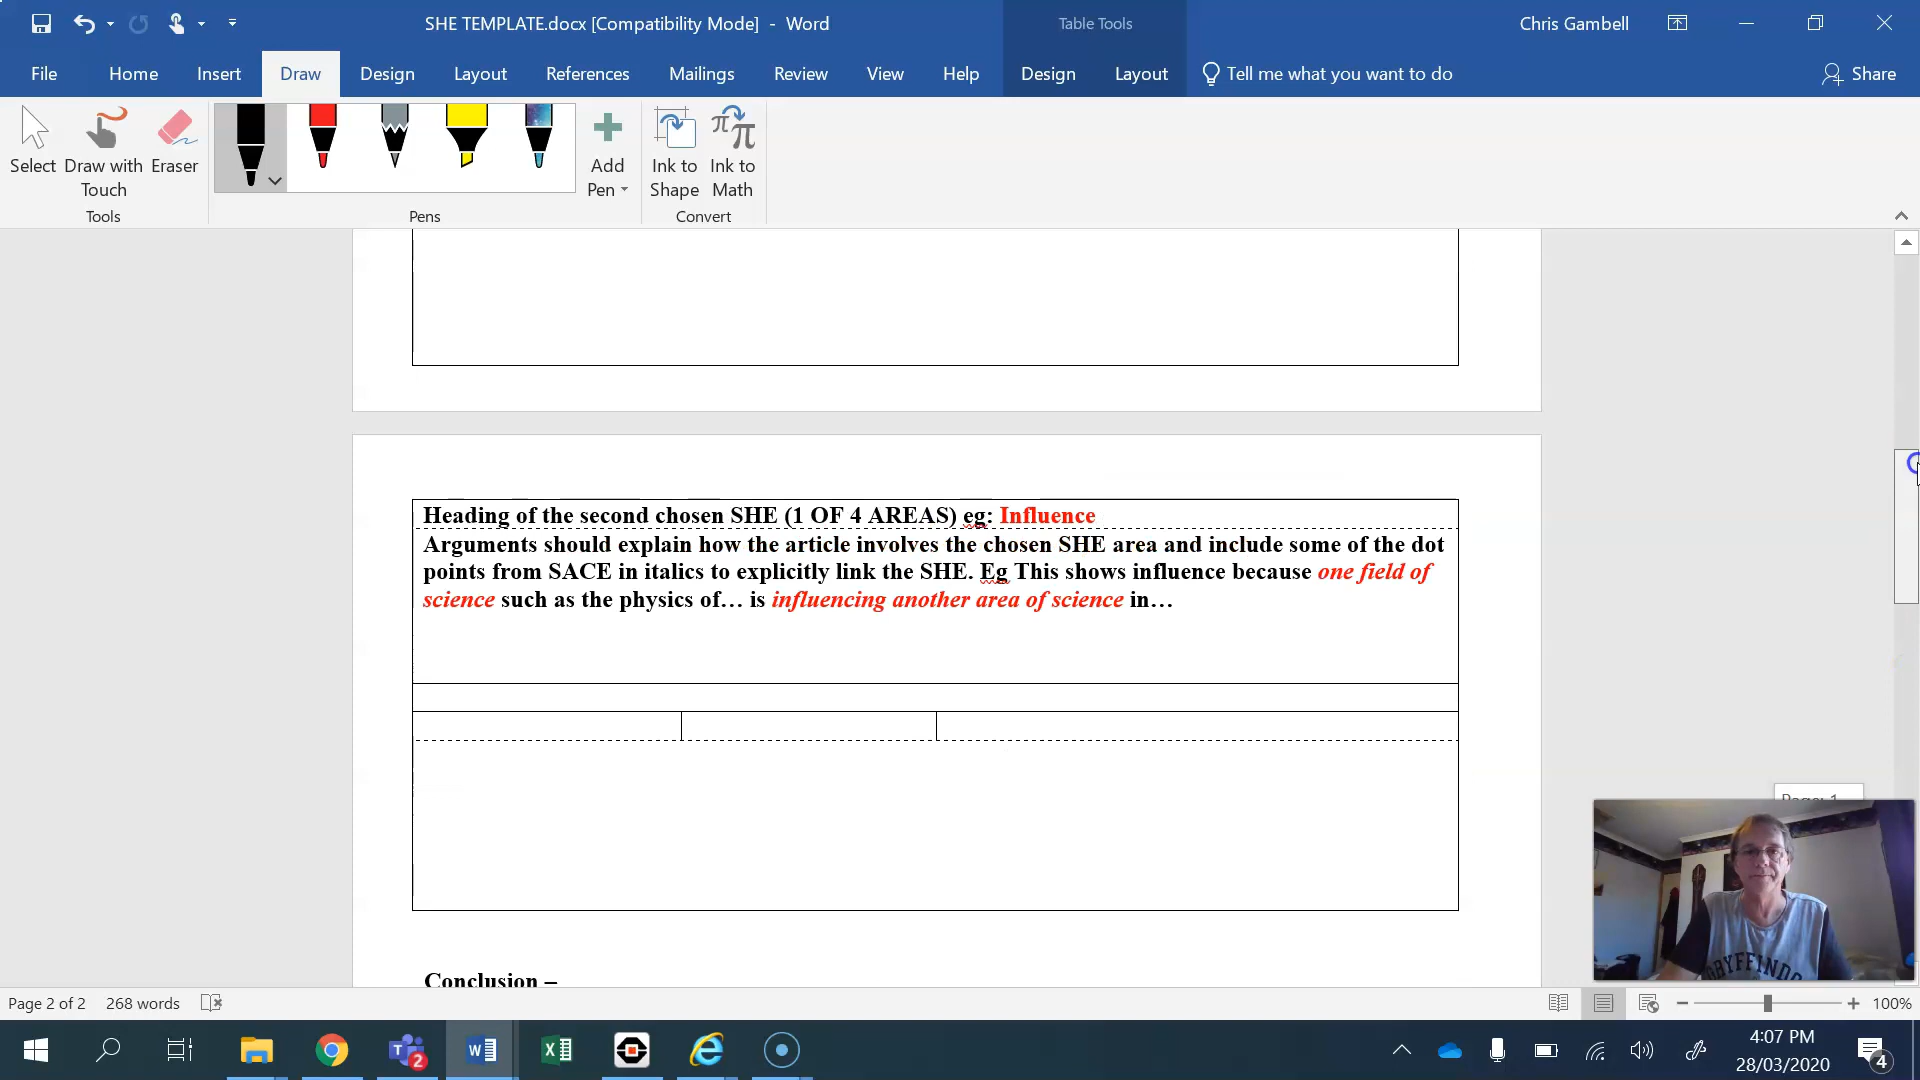 SHE TEMPLATE.docx [Compatibility Mode] - Word
Table Tools
Chris Gambell
File Home Insert Draw Design Layout References Mailings Review View Help Design Layout Tell me what you want to do Share
Select
Draw with
Touch
Eraser
Add
Pen
Ink to
Shape
Ink to
Math
Tools
Pens
Convert
Heading of the second chosen SHE (1 OF 4 AREAS) eg: Influence
Arguments should explain how the article involves the chosen SHE area and include some of the dot
points from SACE in italics to explicitly link the SHE. Eg This shows influence because one field of
science such as the physics of… is influencing another area of science in…
Conclusion –
Page: 1
GRYFFINDO
Page 2 of 2 268 words
100%
2
4:07 PM
28/03/2020
4